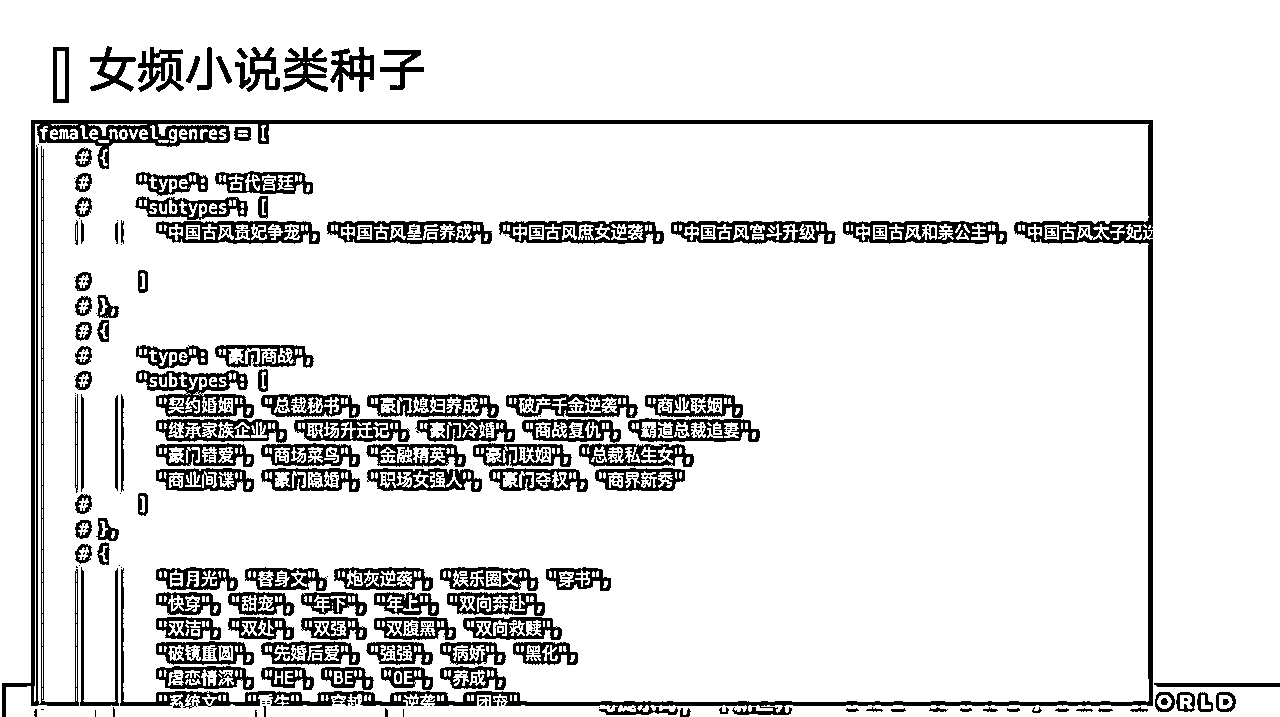 女频小说类种子
female_novel_genres = [
# {
# "type": "古代宫廷",
# "subtypes": [
"中国古风贵妃争宠", "中国古风皇后养成", "中国古风庶女逆袭", "中国古风宫斗升级", "中国古风和亲公主", "中国古风太子妃
# ]
# },
# {
# "type": "豪门商战",
# "subtypes": [
"契约婚姻", "总裁秘书", "豪门媳妇养成", "破产千金逆袭", "商业联姻",
"继承家族企业", "职场升迁记", "豪门冷婚", "商战复仇", "霸道总裁追妻",
"豪门错爱", "商场菜鸟", "金融精英", "豪门联姻", "总裁私生女",
"商业间谍", "豪门隐婚", "职场女强人", "豪门夺权", "商界新秀"
# ]
# },
# {
"白月光", "替身文", "炮灰逆袭", "娱乐圈文", "穿书",
"快穿", "甜宠", "年下", "年上", "双向奔赴",
"双洁", "双处", "双强", "双腹黑", "双向救赎",
"破镜重圆", "先婚后爱", "强强", "病娇", "黑化",
"虐恋情深", "HE", "BE", "OE", "养成",
"系统文", "重生", "穿越", "逆袭", "团宠",
ORLD